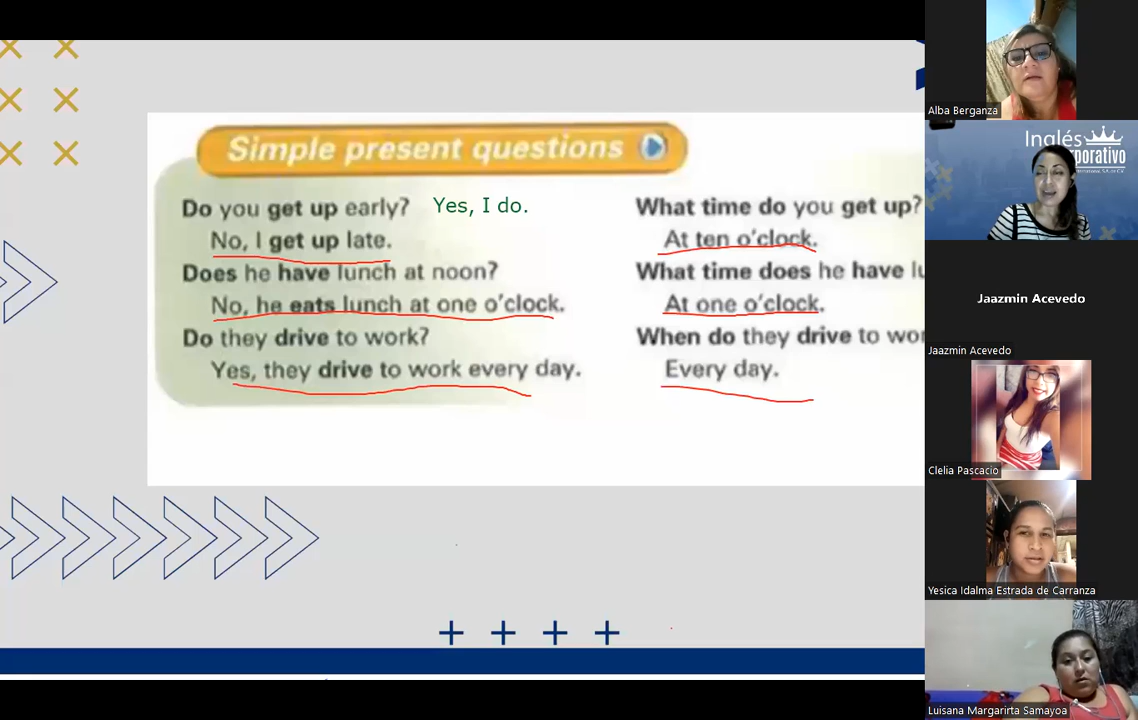 Simple present questions
Do you get up early? Yes, I do.
No, I get up late.
Does he have lunch at noon?
No, he eats lunch at one o'clock.
Do they drive to work?
Yes, they drive to work every day.
What time do you get up?
At ten o'clock.
What time does he have
At one o'clock.
When do they drive to
Every day.
Alba Berganza
Inglés
Jaazmin Acevedo
Jaazmin Acevedo
Clelia Pascacio
Yesica Idalma Estrada de Carranza
Luisana Margarirta Samayoa